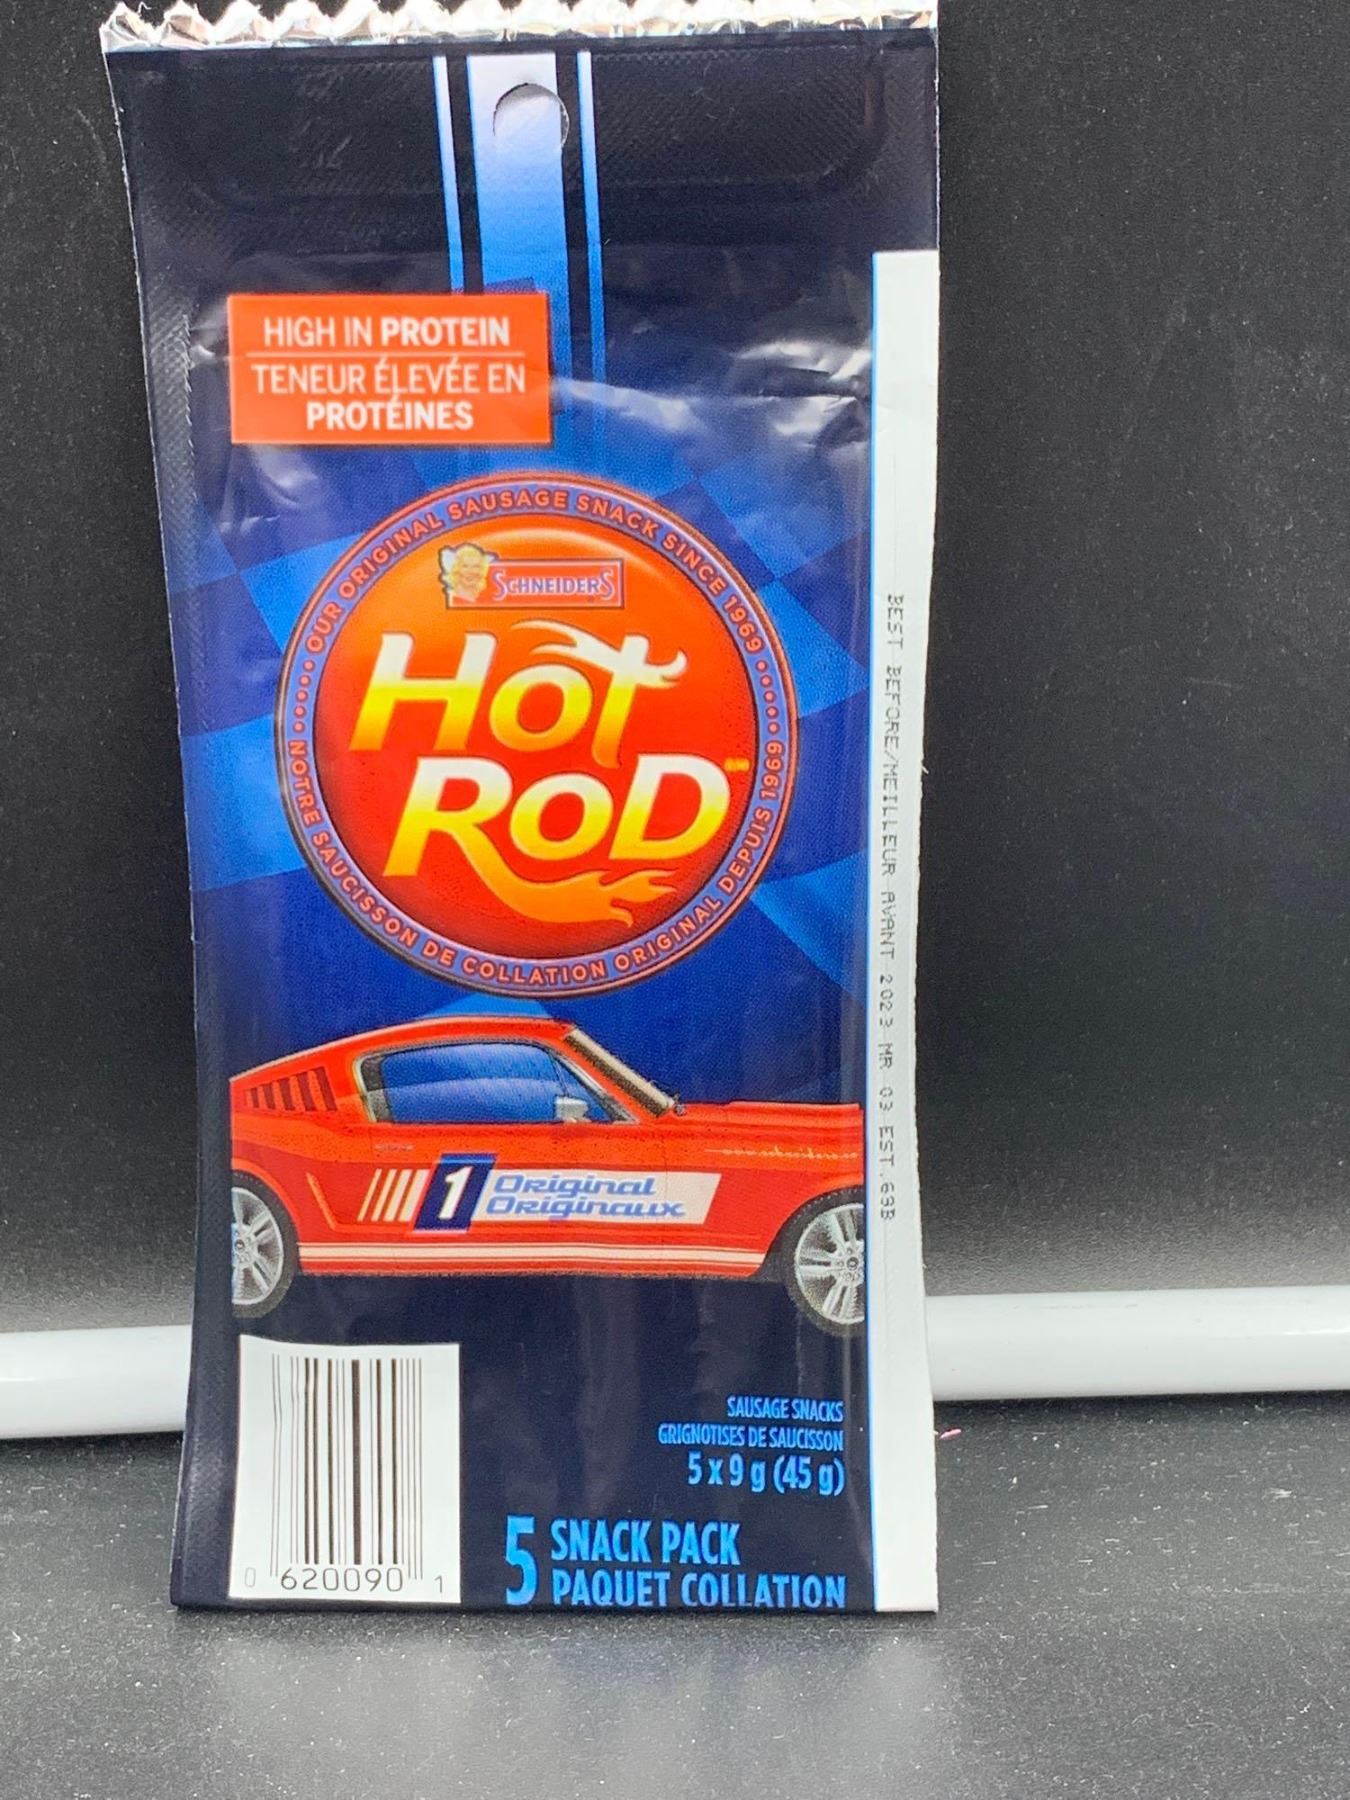 HIGH IN PROTEIN
TENEUR ÉLEVÉE EN
PROTÉINES
OUR ORIGINAL SAUSAGE SNACK SINCE 1969
SCHNEIDERS
HOT
ROD
NOTRE SAUCISSON DE COLLATION ORIGINAL DEPUIS 1969
BEST BEFORE/MEILLEUR AVANT 2023 MR 03 EST.69B
1 Original
Originaux
SAUSAGE SNACKS
GRIGNOTISES DE SAUCISSON
5 x 9 g (45 g)
5 SNACK PACK
PAQUET COLLATION
0 620090 1